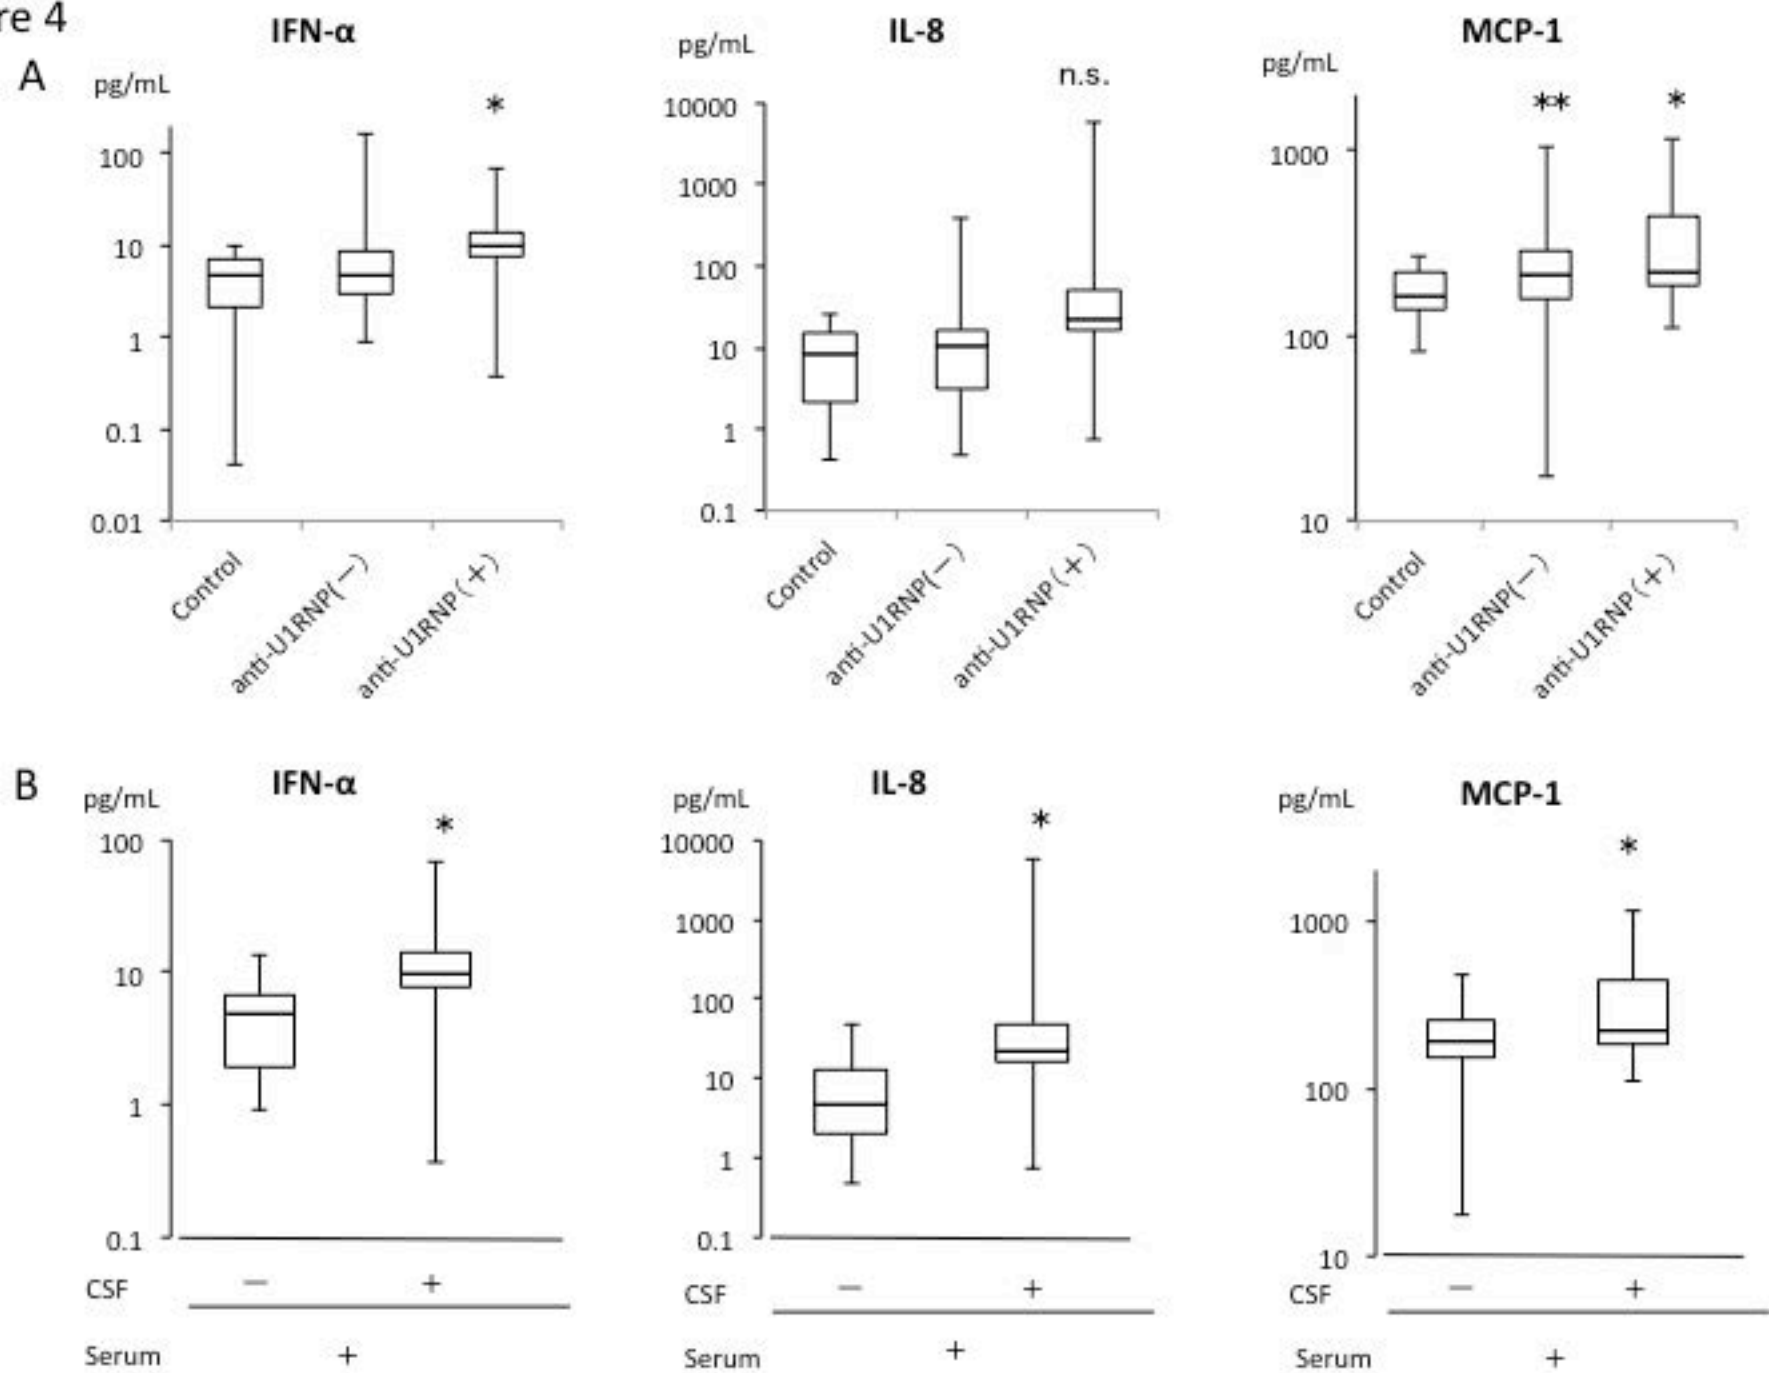 re 4
A
IFN-α
pg/mL
*
100
10
1
0.1
0.01
Control
anti-U1RNP(—)
anti-U1RNP(+)
IL-8
pg/mL
n.s.
10000
1000
100
10
1
0.1
Control
anti-U1RNP(—)
anti-U1RNP(+)
MCP-1
pg/mL
** *
1000
100
10
Control
anti-U1RNP(—)
anti-U1RNP(+)
B
IFN-α
pg/mL
*
100
10
1
0.1
CSF — +
Serum +
IL-8
pg/mL
*
10000
1000
100
10
1
0.1
CSF — +
Serum +
MCP-1
pg/mL
*
1000
100
10
CSF — +
Serum +